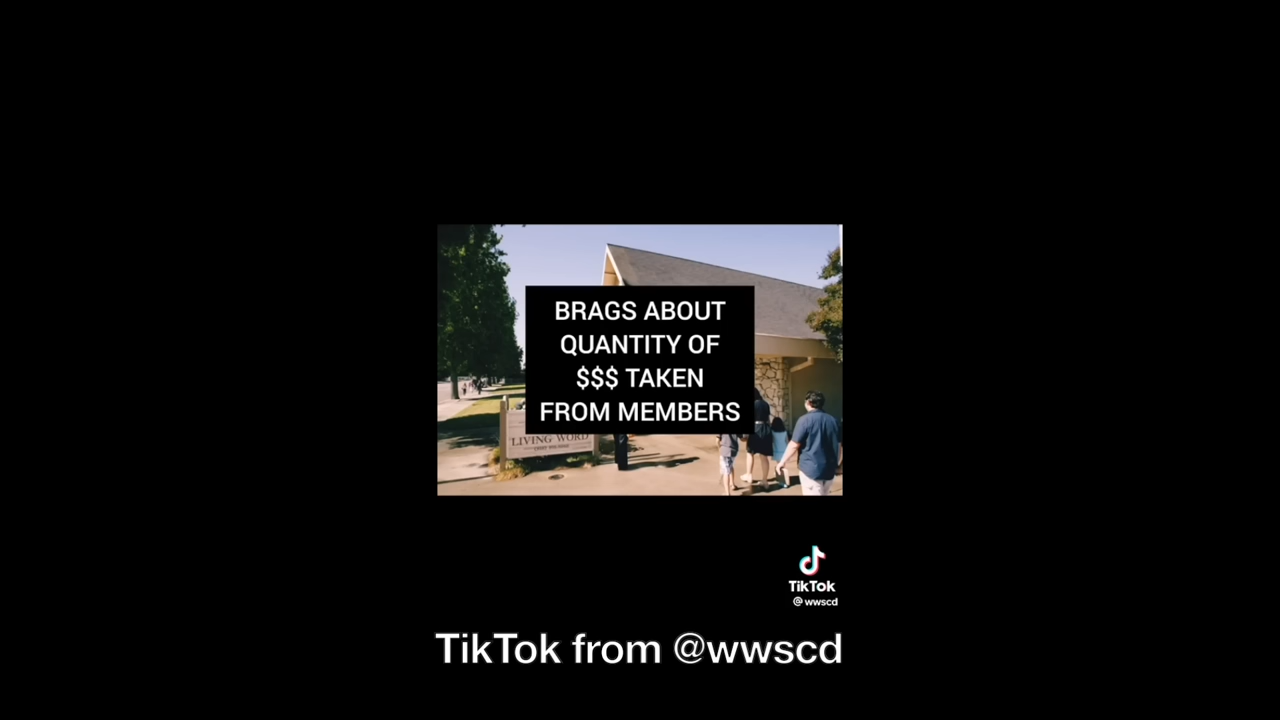 BRAGS ABOUT
QUANTITY OF
$$$ TAKEN
FROM MEMBERS
LIVING WORD
TikTok
@wwscd
TikTok from @wwscd